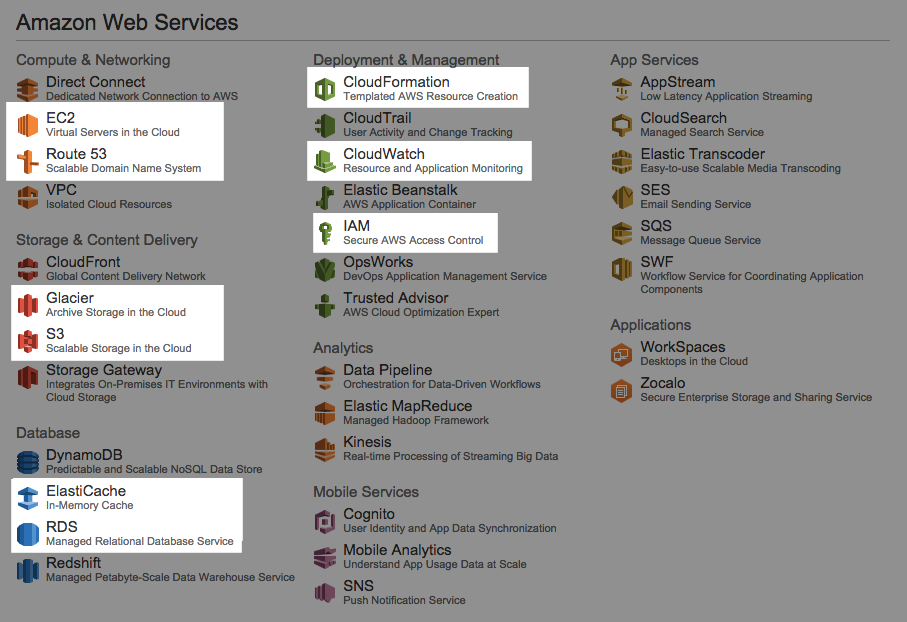 Amazon Web Services
Compute & Networking
Direct Connect
Dedicated Network Connection to AWS
EC2
Virtual Servers in the Cloud
Route 53
Scalable Domain Name System
VPC
Isolated Cloud Resources
Storage & Content Delivery
CloudFront
Global Content Delivery Network
Glacier
Archive Storage in the Cloud
S3
Scalable Storage in the Cloud
Storage Gateway
Integrates On-Premises IT Environments with
Cloud Storage
Database
DynamoDB
Predictable and Scalable NoSQL Data Store
ElastiCache
In-Memory Cache
RDS
Managed Relational Database Service
Redshift
Managed Petabyte-Scale Data Warehouse Service
Deployment & Management
CloudFormation
Templated AWS Resource Creation
CloudTrail
User Activity and Change Tracking
CloudWatch
Resource and Application Monitoring
Elastic Beanstalk
AWS Application Container
IAM
Secure AWS Access Control
OpsWorks
DevOps Application Management Service
Trusted Advisor
AWS Cloud Optimization Expert
Analytics
Data Pipeline
Orchestration for Data-Driven Workflows
Elastic MapReduce
Managed Hadoop Framework
Kinesis
Real-time Processing of Streaming Big Data
Mobile Services
Cognito
User Identity and App Data Synchronization
Mobile Analytics
Understand App Usage Data at Scale
SNS
Push Notification Service
App Services
AppStream
Low Latency Application Streaming
CloudSearch
Managed Search Service
Elastic Transcoder
Easy-to-use Scalable Media Transcoding
SES
Email Sending Service
SQS
Message Queue Service
SWF
Workflow Service for Coordinating Application
Components
Applications
WorkSpaces
Desktops in the Cloud
Zocalo
Secure Enterprise Storage and Sharing Service